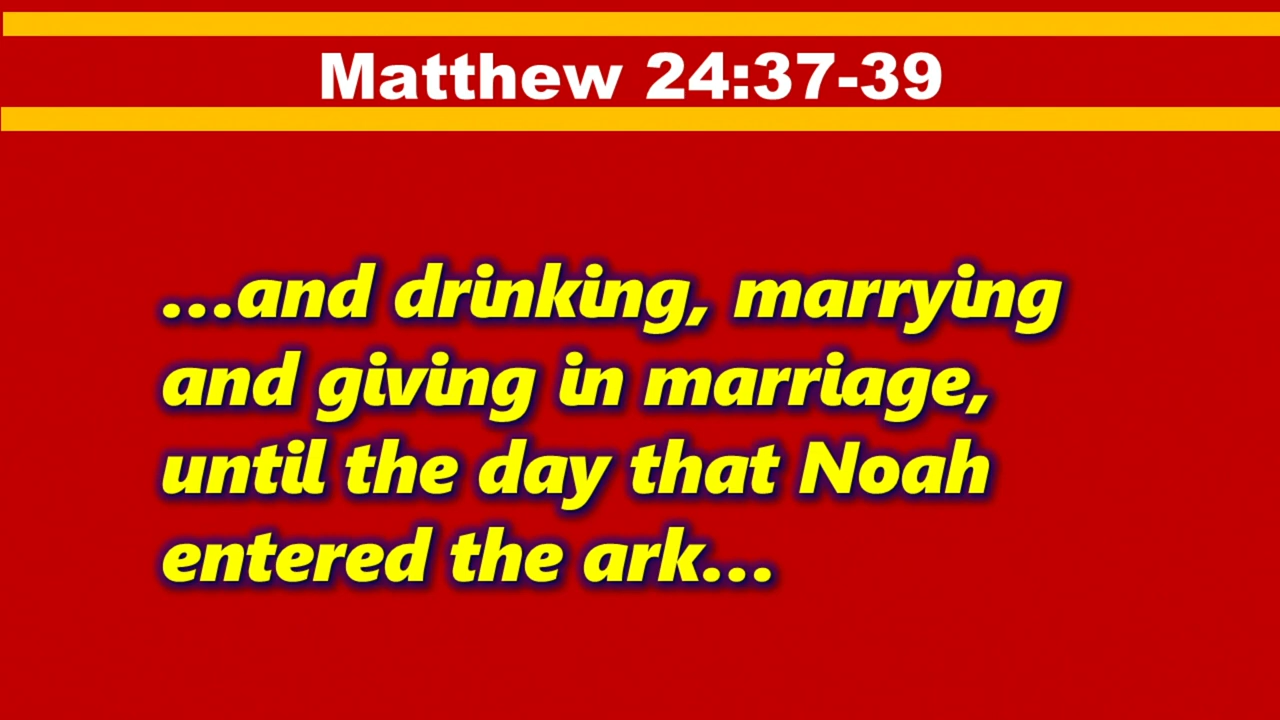 Matthew 24:37-39
...and drinking, marrying
and giving in marriage,
until the day that Noah
entered the ark...